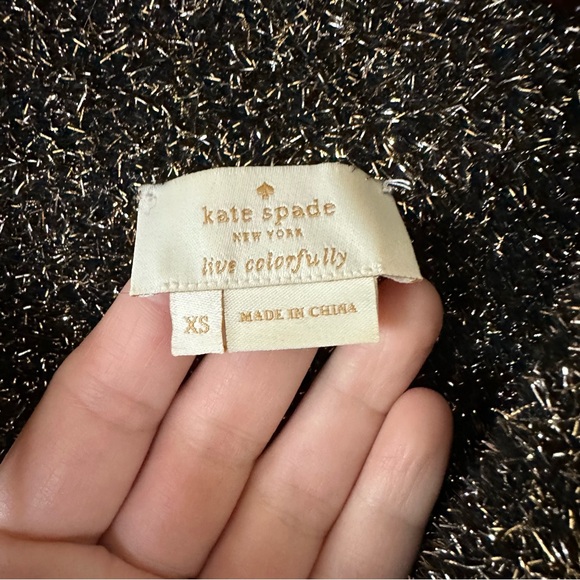 kate spade
NEW YORK
live colorfully
XS
MADE IN CHINA